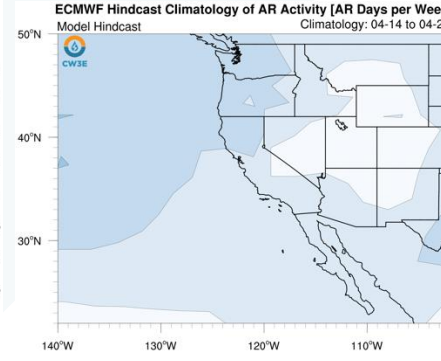 ECMWF Hindcast Climatology of AR Activity [AR Days per Wee
Model Hindcast
Climatology: 04-14 to 04-2
CW3E
50°N
40°N
30°N
140°W
130°W
120°W
110°W